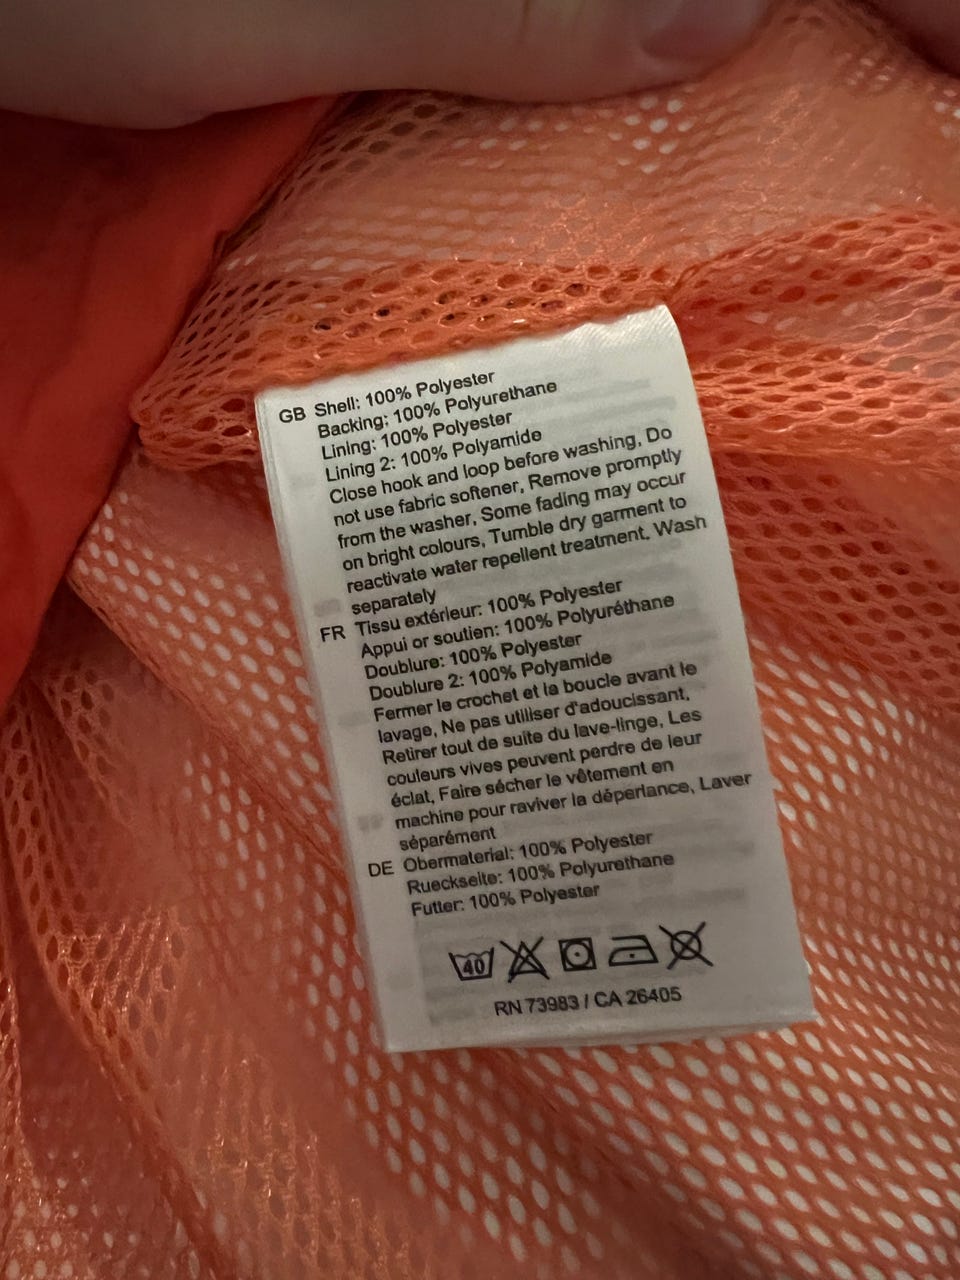 GB Shell: 100% Polyester
Backing: 100% Polyurethane
Lining: 100% Polyester
Lining 2: 100% Polyamide
Close hook and loop before washing, Do
not use fabric softener, Remove promptly
from the washer, Some fading may occur
on bright colours, Tumble dry garment to
reactivate water repellent treatment, Wash
separately
FR Tissu extérieur: 100% Polyester
Appui or soutien: 100% Polyuréthane
Doublure: 100% Polyester
Doublure 2: 100% Polyamide
Fermer le crochet et la boucle avant le
lavage, Ne pas utiliser d'adoucissant,
Retirer tout de suite du lave-linge, Les
couleurs vives peuvent perdre de leur
éclat, Faire sécher le vêtement en
machine pour raviver la déperlance, Laver
séparément
DE Obermaterial: 100% Polyester
Rueckseite: 100% Polyurethane
Futter: 100% Polyester
40
RN 73983 / CA 26405